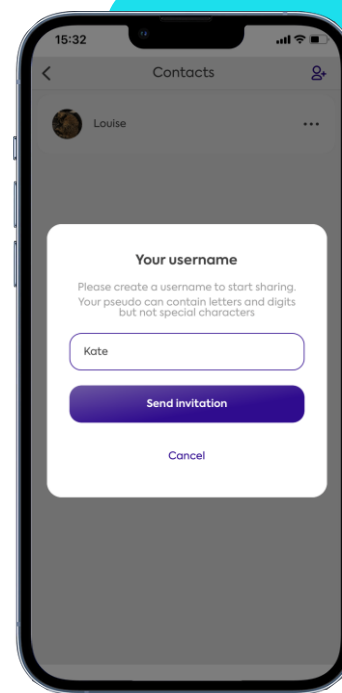 15:32
Contacts
Louise
Your username
Please create a username to start sharing.
Your pseudo can contain letters and digits
but not special characters
Kate
Send invitation
Cancel